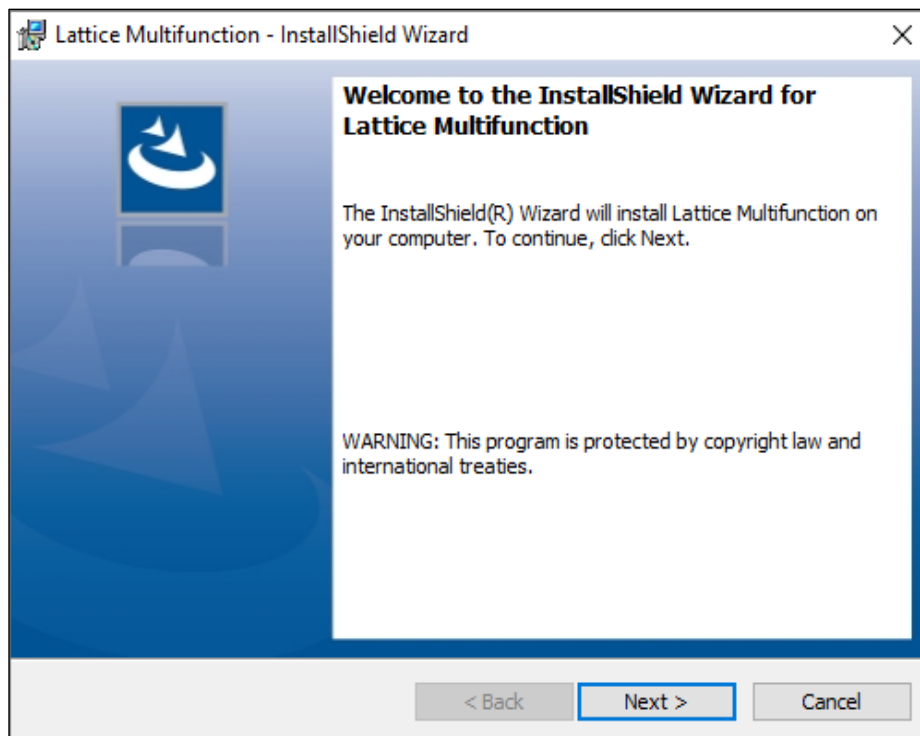 Lattice Multifunction - InstallShield Wizard
Welcome to the InstallShield Wizard for
Lattice Multifunction
The InstallShield(R) Wizard will install Lattice Multifunction on
your computer. To continue, click Next.
WARNING: This program is protected by copyright law and
international treaties.
< Back
Next >
Cancel